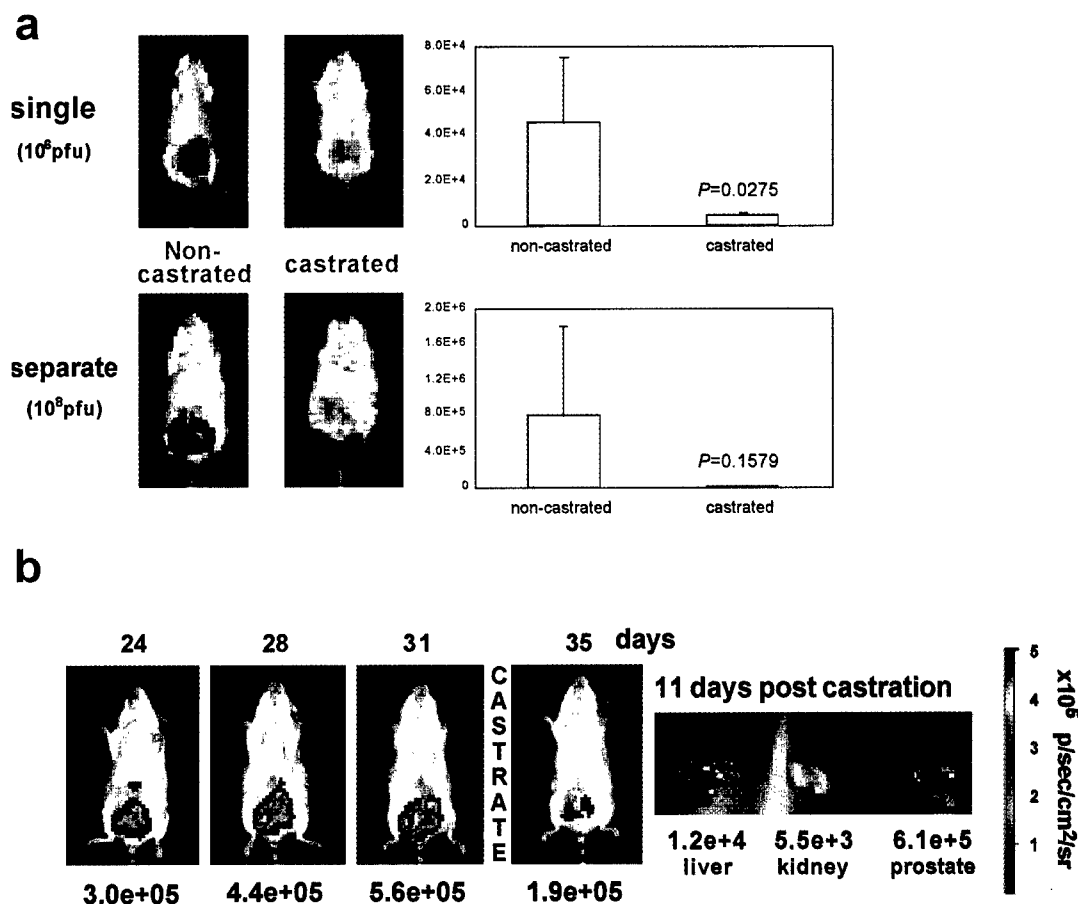 a
single
(10⁶pfu)
8.0E+4
6.0E+4
4.0E+4
2.0E+4
0
P=0.0275
non-castrated
castrated
Non-
castrated
castrated
separate
(10⁸pfu)
2.0E+6
1.6E+6
1.2E+6
8.0E+5
4.0E+5
0
P=0.1579
non-castrated
castrated
b
24 28 31 35 days
CASTRATE
11 days post castration
3.0e+05 4.4e+05 5.6e+05 1.9e+05
1.2e+4 5.5e+3 6.1e+5
liver kidney prostate
5
4
3
2
1
x10⁵ p/sec/cm²/sr